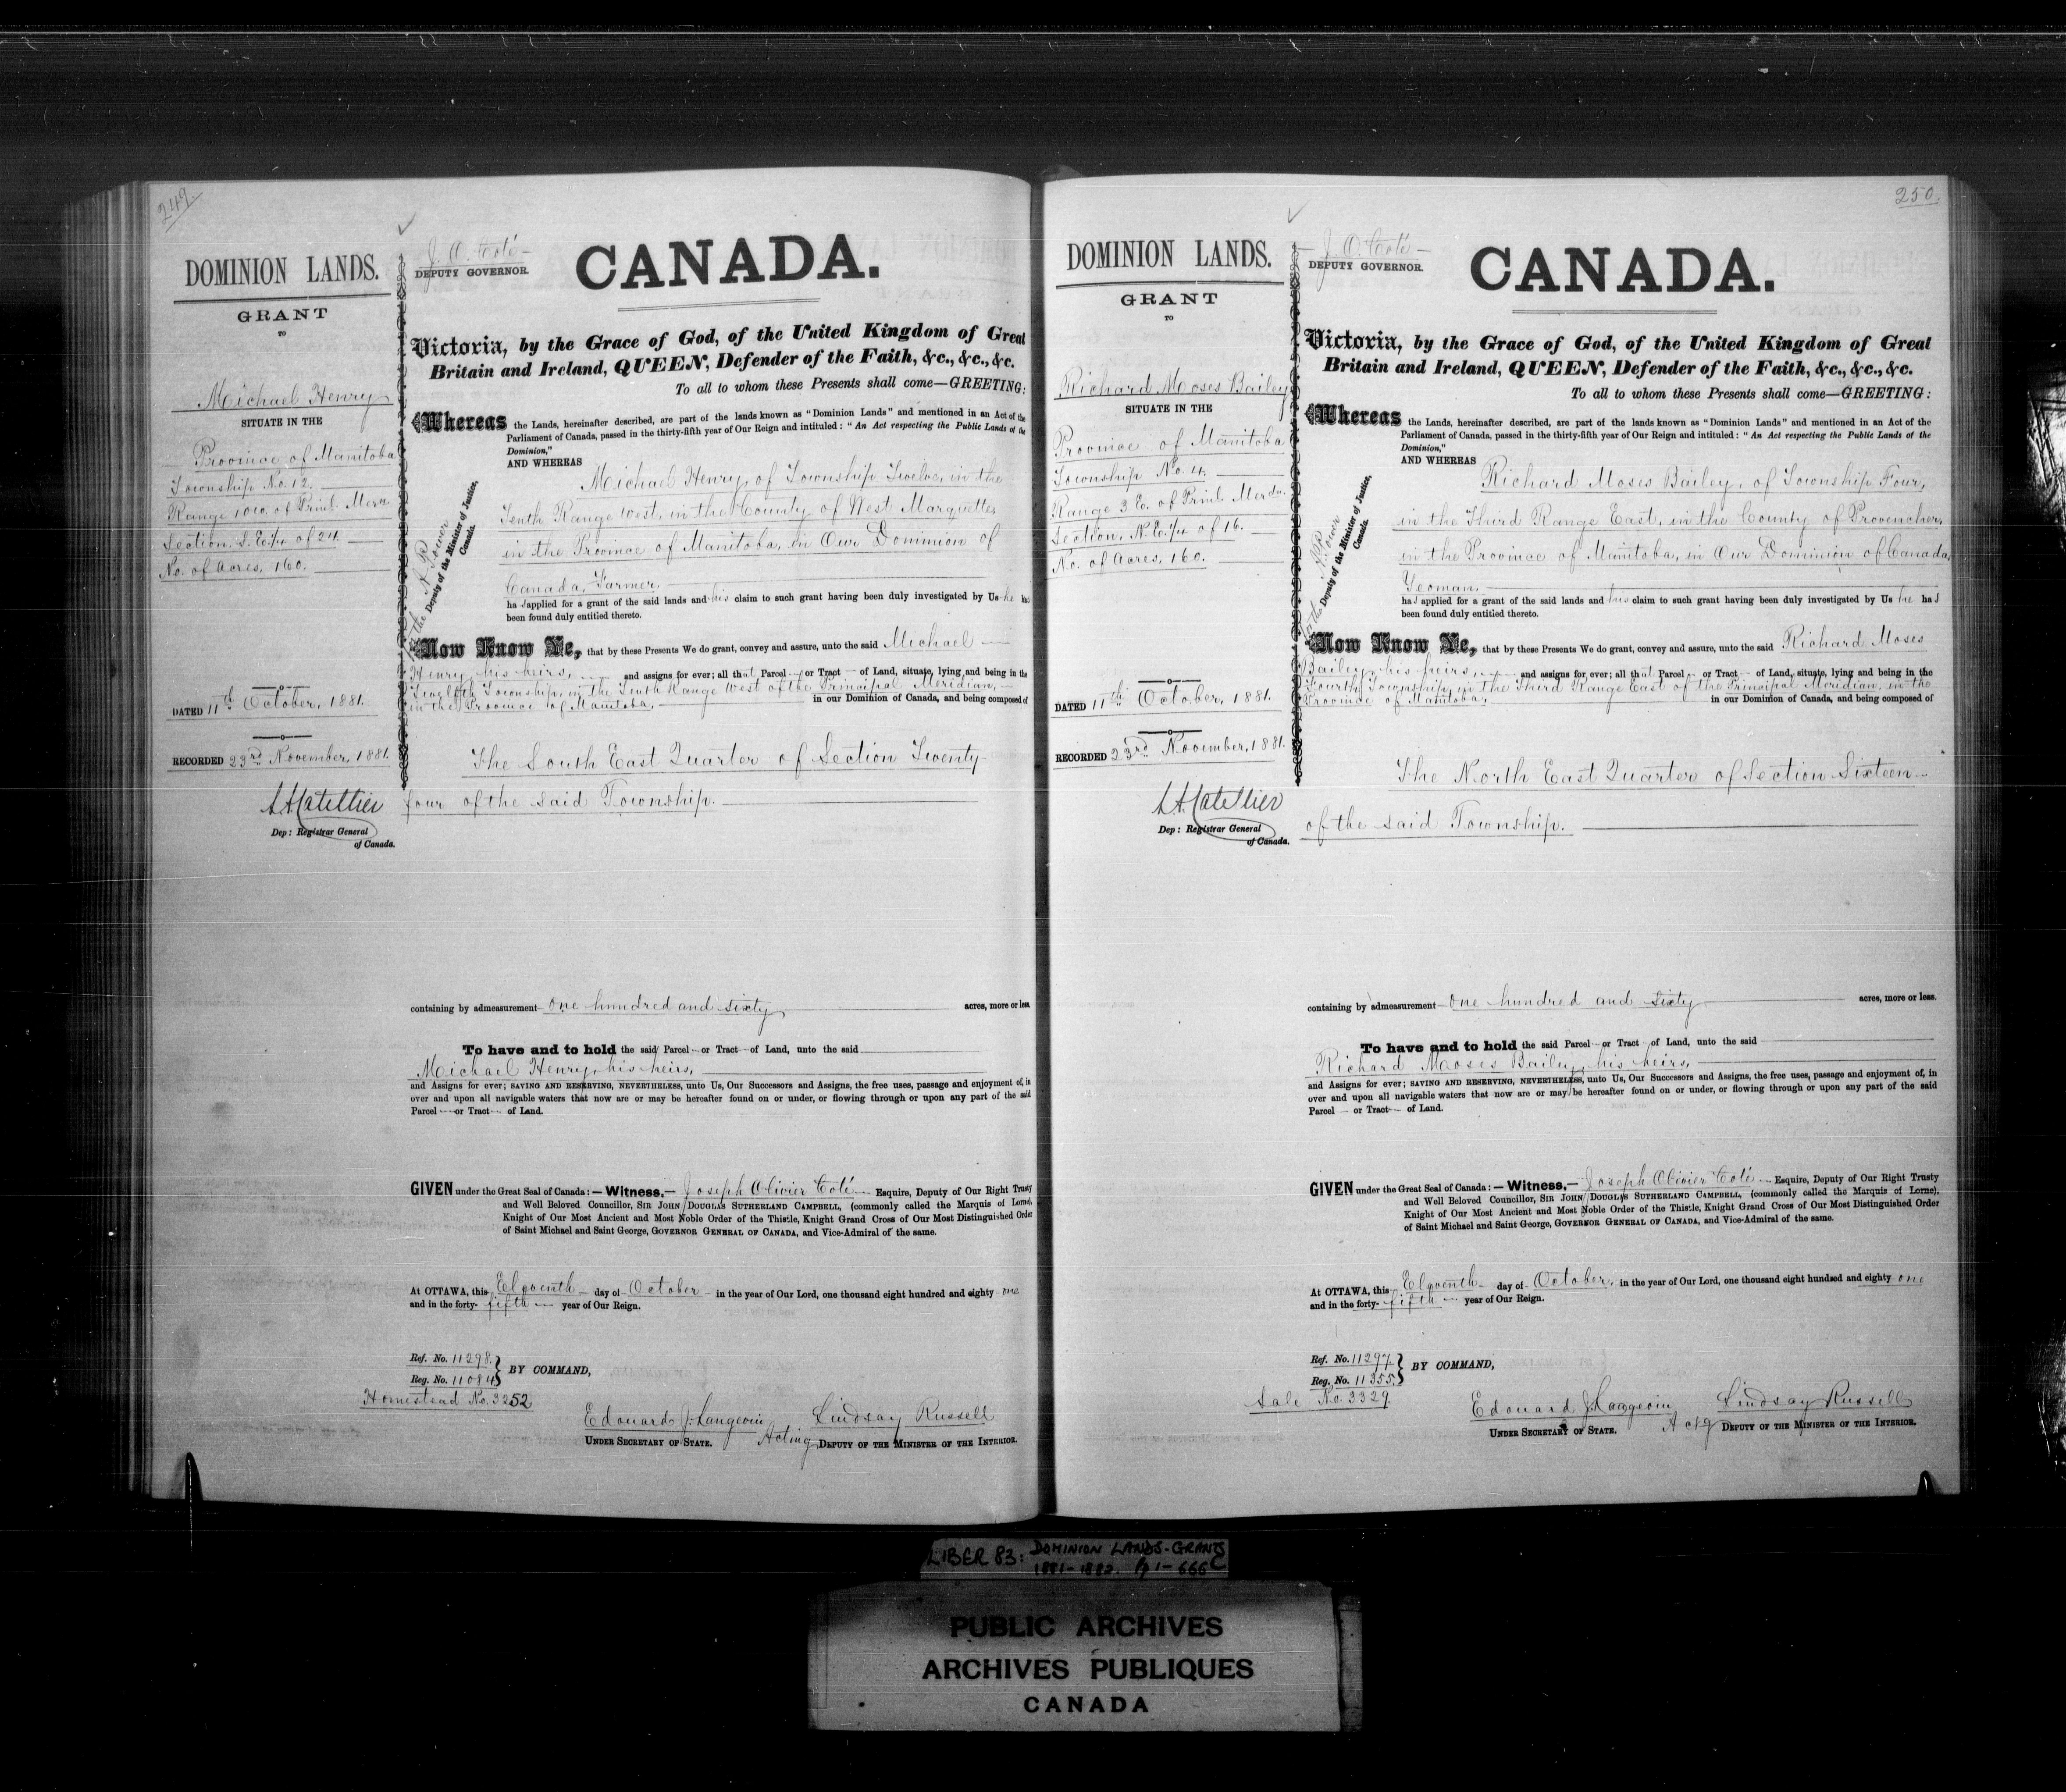 249.
DOMINION LANDS.
GRANT
TO
Michael Henry
SITUATE IN THE
Province of Manitoba
Township No. 12.
Range 10 W. of Prinl. Mern
Section, S. E. 1/4 of 24
No. of Acres, 160.
DATED 11th October, 1881.
RECORDED 23rd November, 1881.
Dep: Registrar General
of Canada.
J. O. Coté
DEPUTY GOVERNOR.
CANADA.
Victoria, by the Grace of God, of the United Kingdom of Great
Britain and Ireland, QUEEN, Defender of the Faith, &c., &c., &c.
To all to whom these Presents shall come—GREETING:
Whereas the Lands, hereinafter described, are part of the lands known as "Dominion Lands" and mentioned in an Act of the
Parliament of Canada, passed in the thirty-fifth year of Our Reign and intituled: "An Act respecting the Public Lands of the
Dominion,"
AND WHEREAS
Michael Henry, of Township Twelve, in the
Tenth Range west, in the County of West Marquette,
in the Province of Manitoba, in Our Dominion of
Canada, Farmer,
has applied for a grant of the said lands and his claim to such grant having been duly investigated by Us he has
been found duly entitled thereto.
for the A Power
Deputy of the Minister of Justice,
Canada.
Now Know Ye, that by these Presents We do grant, convey and assure, unto the said Michael
Henry, his heirs, and assigns for ever; all that Parcel or Tract of Land, situate, lying and being in the
Twelfth Township, in the Tenth Range West of the Principal Meridian,
in the Province of Manitoba, in our Dominion of Canada, and being composed of
The South East Quarter of Section Twenty-
four of the said Township.
containing by admeasurement one hundred and sixty acres, more or less.
To have and to hold the said Parcel or Tract of Land, unto the said
Michael Henry, his heirs,
and Assigns for ever; SAVING AND RESERVING, NEVERTHELESS, unto Us, Our Successors and Assigns, the free uses, passage and enjoyment of, in
over and upon all navigable waters that now are or may be hereafter found on or under, or flowing through or upon any part of the said
Parcel or Tract of Land.
GIVEN under the Great Seal of Canada:—Witness,—Joseph Olivier Coté Esquire, Deputy of Our Right Trusty
and Well Beloved Councillor, SIR JOHN DOUGLAS SUTHERLAND CAMPBELL, (commonly called the Marquis of Lorne),
Knight of Our Most Ancient and Most Noble Order of the Thistle, Knight Grand Cross of Our Most Distinguished Order
of Saint Michael and Saint George, GOVERNOR GENERAL OF CANADA, and Vice-Admiral of the same.
At OTTAWA, this Eleventh day of October in the year of Our Lord, one thousand eight hundred and eighty-one
and in the forty-fifth year of Our Reign.
Ref. No. 11298.
Reg. No. 11084
BY COMMAND,
Homestead No. 3252
Edouard J. Langevin
UNDER SECRETARY OF STATE.
Lindsay Russell
Acting DEPUTY OF THE MINISTER OF THE INTERIOR.
250.
DOMINION LANDS.
GRANT
TO
Richard Moses Bailey
SITUATE IN THE
Province of Manitoba
Township No. 4.
Range 3 E. of Prinl. Merdn.
Section, N. E. 1/4 of 16.
No. of Acres, 160.
DATED 11th October, 1881.
RECORDED 23rd November, 1881.
Dep: Registrar General
of Canada.
J. O. Coté
DEPUTY GOVERNOR.
CANADA.
Victoria, by the Grace of God, of the United Kingdom of Great
Britain and Ireland, QUEEN, Defender of the Faith, &c., &c., &c.
To all to whom these Presents shall come—GREETING:
Whereas the Lands, hereinafter described, are part of the lands known as "Dominion Lands" and mentioned in an Act of the
Parliament of Canada, passed in the thirty-fifth year of Our Reign and intituled: "An Act respecting the Public Lands of the
Dominion,"
AND WHEREAS
Richard Moses Bailey, of Township Four,
in the Third Range East, in the County of Provencher,
in the Province of Manitoba, in Our Dominion of Canada,
Yeoman,
has applied for a grant of the said lands and his claim to such grant having been duly investigated by Us he has
been found duly entitled thereto.
for the A Power
Deputy of the Minister of Justice,
Canada.
Now Know Ye, that by these Presents We do grant, convey and assure, unto the said Richard Moses
Bailey, his heirs, and assigns for ever; all that Parcel or Tract of Land, situate, lying and being in the
Fourth Township, in the Third Range East of the Principal Meridian, in the
Province of Manitoba, in our Dominion of Canada, and being composed of
The North East Quarter of Section Sixteen
of the said Township.
containing by admeasurement one hundred and sixty acres, more or less.
To have and to hold the said Parcel or Tract of Land, unto the said
Richard Moses Bailey, his heirs,
and Assigns for ever; SAVING AND RESERVING, NEVERTHELESS, unto Us, Our Successors and Assigns, the free uses, passage and enjoyment of, in
over and upon all navigable waters that now are or may be hereafter found on or under, or flowing through or upon any part of the said
Parcel or Tract of Land.
GIVEN under the Great Seal of Canada:—Witness,—Joseph Olivier Coté Esquire, Deputy of Our Right Trusty
and Well Beloved Councillor, SIR JOHN DOUGLAS SUTHERLAND CAMPBELL, (commonly called the Marquis of Lorne),
Knight of Our Most Ancient and Most Noble Order of the Thistle, Knight Grand Cross of Our Most Distinguished Order
of Saint Michael and Saint George, GOVERNOR GENERAL OF CANADA, and Vice-Admiral of the same.
At OTTAWA, this Eleventh day of October, in the year of Our Lord, one thousand eight hundred and eighty-one
and in the forty-fifth year of Our Reign.
Ref. No. 11297.
Reg. No. 11355.
BY COMMAND,
Sale No. 3329.
Edouard J. Langevin
UNDER SECRETARY OF STATE.
Lindsay Russell
Actg DEPUTY OF THE MINISTER OF THE INTERIOR.
LIBER 83: DOMINION LANDS-GRANTS
1881-1882. Pg 1-666
PUBLIC ARCHIVES
ARCHIVES PUBLIQUES
CANADA